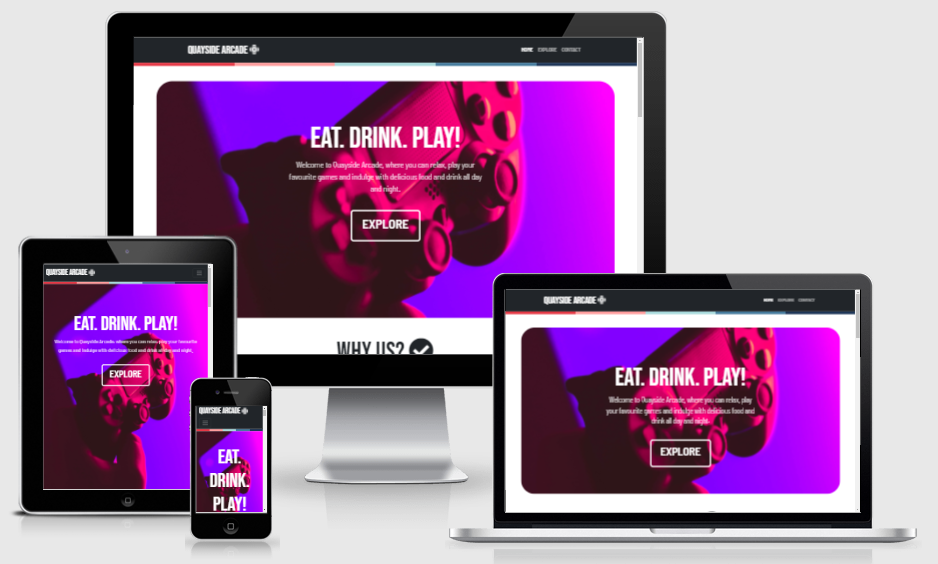 QUAYSIDE ARCADE
HOME EXPLORE CONTACT
EAT. DRINK. PLAY!
Welcome to Quayside Arcade, where you can relax, play your
favourite games and indulge with delicious food and drink all day
and night.
EXPLORE
WHY US?
QUAYSIDE ARCADE
EAT. DRINK. PLAY!
Welcome to Quayside Arcade, where you can relax, play your favourite
games and indulge with delicious food and drink all day and night.
EXPLORE
QUAYSIDE ARCADE
EAT.
DRINK.
PLAY!
QUAYSIDE ARCADE
HOME EXPLORE CONTACT
EAT. DRINK. PLAY!
Welcome to Quayside Arcade, where you can relax, play
your favourite games and indulge with delicious food and
drink all day and night.
EXPLORE